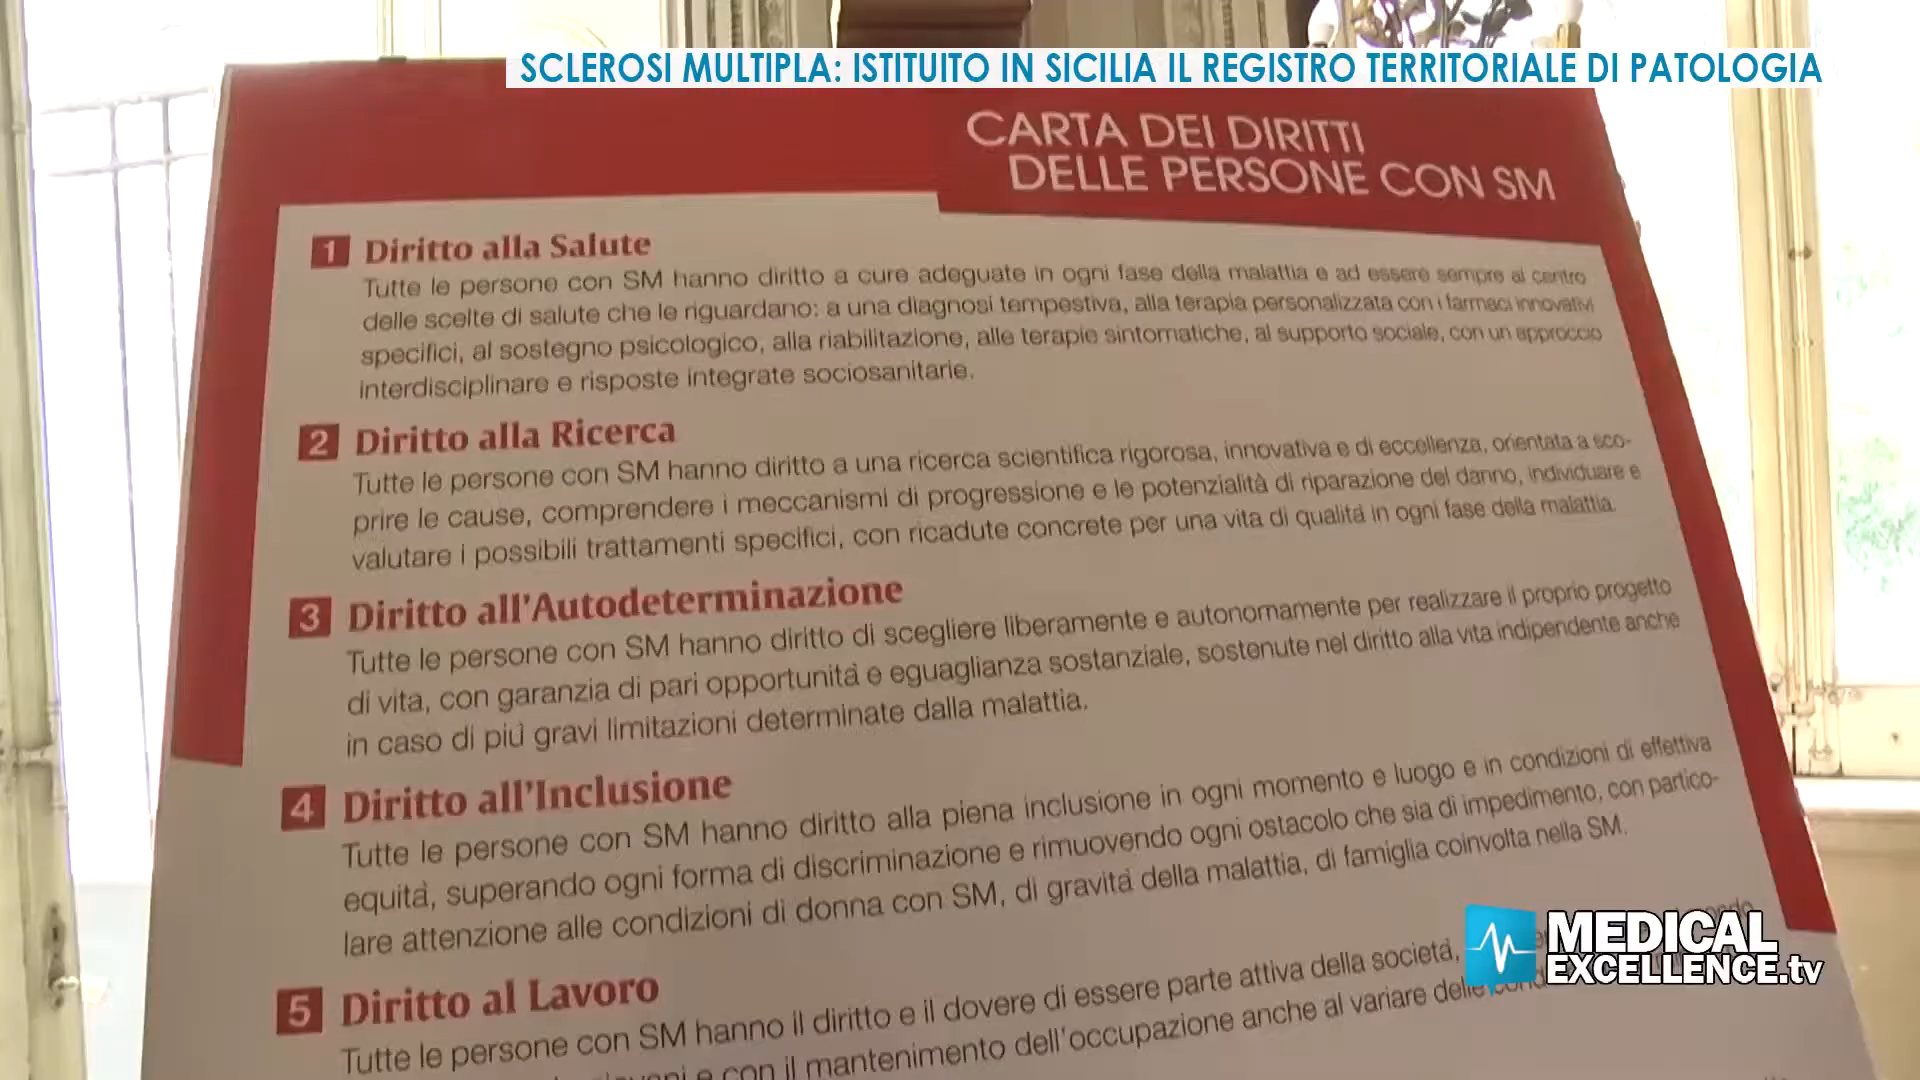 SCLEROSI MULTIPLA: ISTITUITO IN SICILIA IL REGISTRO TERRITORIALE DI PATOLOGIA
CARTA DEI DIRITTI
DELLE PERSONE CON SM
1 Diritto alla Salute
Tutte le persone con SM hanno diritto a cure adeguate in ogni fase della malattia e ad essere sempre al centro
delle scelte di salute che le riguardano: a una diagnosi tempestiva, alla terapia personalizzata con i farmaci innovativi
specifici, al sostegno psicologico, alla riabilitazione, alle terapie sintomatiche, al supporto sociale, con un approccio
interdisciplinare e risposte integrate sociosanitarie.
2 Diritto alla Ricerca
Tutte le persone con SM hanno diritto a una ricerca scientifica rigorosa, innovativa e di eccellenza, orientata a sco-
prire le cause, comprendere i meccanismi di progressione e le potenzialità di riparazione del danno, individuare e
valutare i possibili trattamenti specifici, con ricadute concrete per una vita di qualità in ogni fase della malattia.
3 Diritto all'Autodeterminazione
Tutte le persone con SM hanno diritto di scegliere liberamente e autonomamente per realizzare il proprio progetto
di vita, con garanzia di pari opportunità e eguaglianza sostanziale, sostenute nel diritto alla vita indipendente anche
in caso di più gravi limitazioni determinate dalla malattia.
4 Diritto all'Inclusione
Tutte le persone con SM hanno diritto alla piena inclusione in ogni momento e luogo e in condizioni di effettiva
equità, superando ogni forma di discriminazione e rimuovendo ogni ostacolo che sia di impedimento, con partico-
lare attenzione alle condizioni di donna con SM, di gravità della malattia, di famiglia coinvolta nella SM.
5 Diritto al Lavoro
Tutte le persone con SM hanno il diritto e il dovere di essere parte attiva della società,
e con il mantenimento dell'occupazione anche al variare delle
MEDICAL
EXCELLENCE.tv